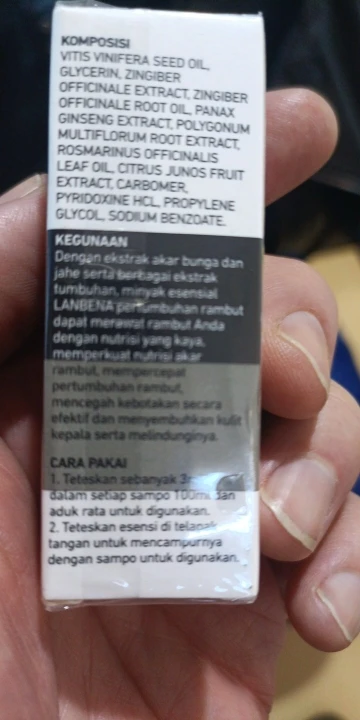 KOMPOSISI
VITIS VINIFERA SEED OIL,
GLYCERIN, ZINGIBER
OFFICINALE EXTRACT, ZINGIBER
OFFICINALE ROOT OIL, PANAX
GINSENG EXTRACT, POLYGONUM
MULTIFLORUM ROOT EXTRACT,
ROSMARINUS OFFICINALIS
LEAF OIL, CITRUS JUNOS FRUIT
EXTRACT, CARBOMER,
PYRIDOXINE HCL, PROPYLENE
GLYCOL, SODIUM BENZOATE.
KEGUNAAN
Dengan ekstrak akar bunga dan
jahe serta berbagai ekstrak
tumbuhan, minyak esensial
LANBENA pertumbuhan rambut
dapat merawat rambut Anda
dengan nutrisi yang kaya,
memperkuat nutrisi akar
rambut, mempercepat
pertumbuhan rambut,
mencegah kebotakan secara
efektif dan menyembuhkan kulit
kepala serta melindunginya.
CARA PAKAI
1. Teteskan sebanyak
dalam setiap sampo 100ml dan
aduk rata untuk digunakan.
2. Teteskan esensi di telapak
tangan untuk mencampurnya
dengan sampo untuk digunakan.